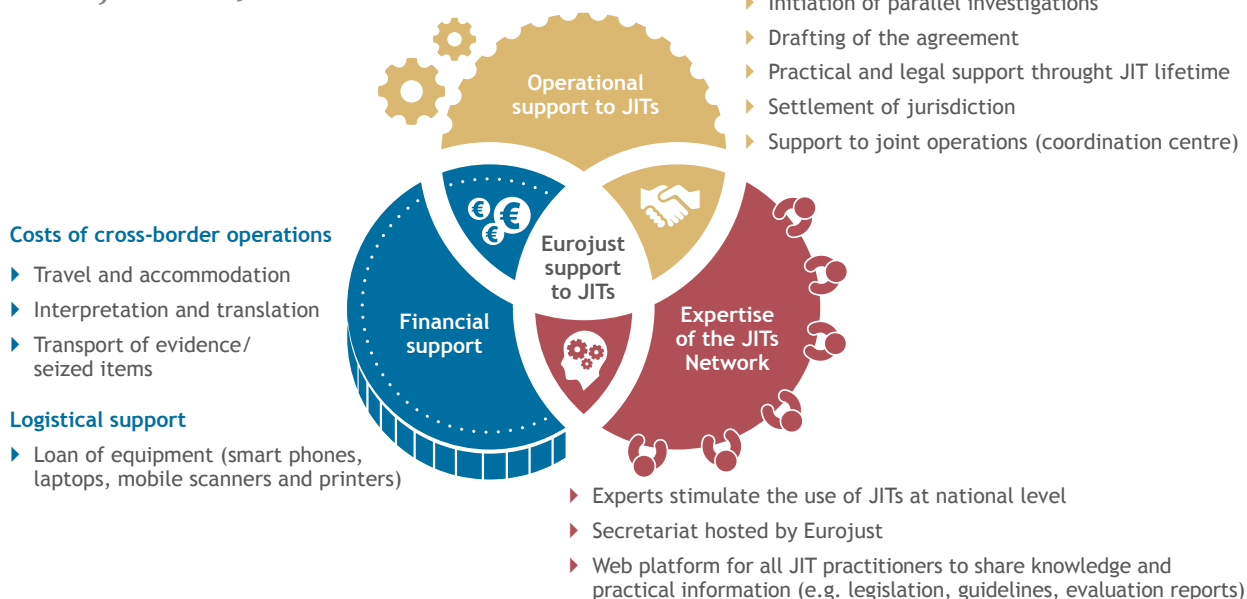 Initiation of parallel investigations
Drafting of the agreement
Practical and legal support throught JIT lifetime
Settlement of jurisdiction
Support to joint operations (coordination centre)
Operational
support to JITs
Eurojust
support
to JITs
Financial
support
Expertise
of the JITs
Network
Costs of cross-border operations
Travel and accommodation
Interpretation and translation
Transport of evidence/
seized items
Logistical support
Loan of equipment (smart phones,
laptops, mobile scanners and printers)
Experts stimulate the use of JITs at national level
Secretariat hosted by Eurojust
Web platform for all JIT practitioners to share knowledge and
practical information (e.g. legislation, guidelines, evaluation reports)